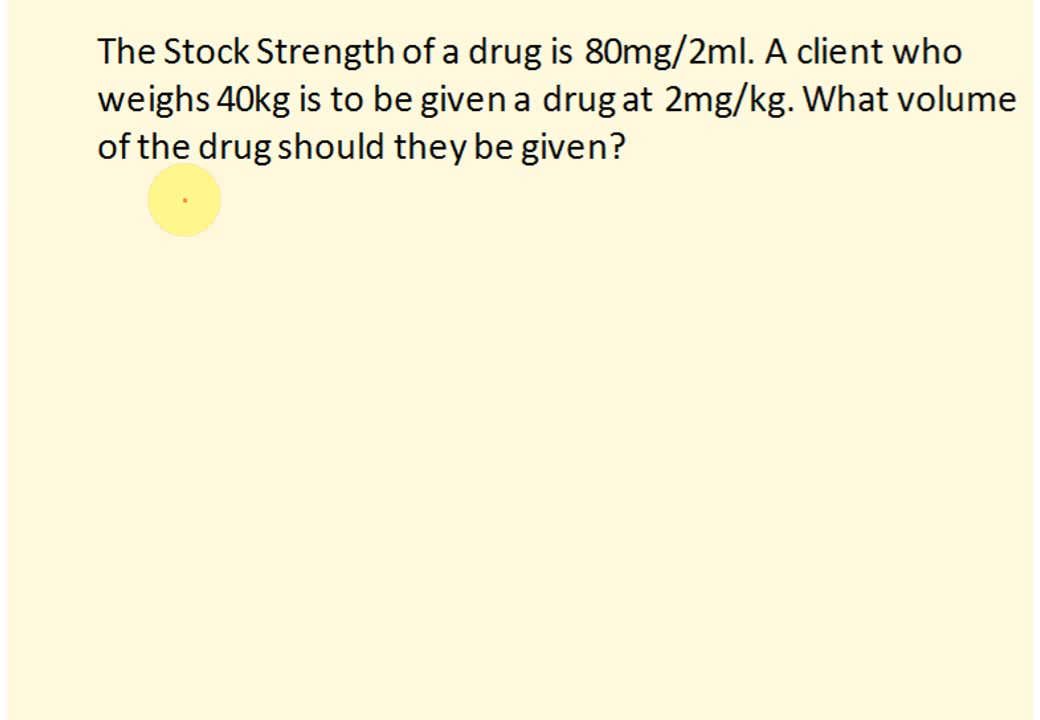 The Stock Strength of a drug is 80mg/2ml. A client who
weighs 40kg is to be given a drug at 2mg/kg. What volume
of the drug should they be given?